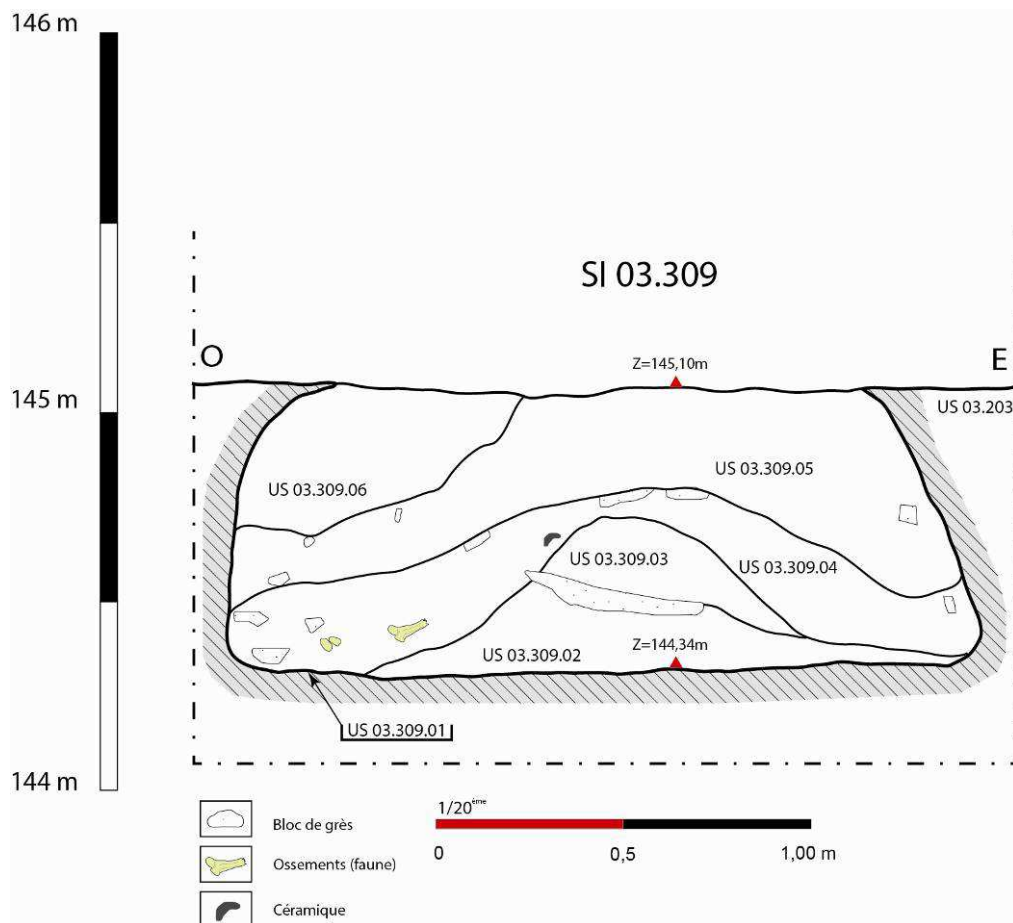 146 m
SI 03.309
O
Z=145,10m
E
145 m
US 03.203
US 03.309.05
US 03.309.06
US 03.309.03
US 03.309.04
US 03.309.02
Z=144,34m
US 03.309.01
144 m
1/20ème
Bloc de grès
0 0,5 1,00 m
Ossements (faune)
Céramique